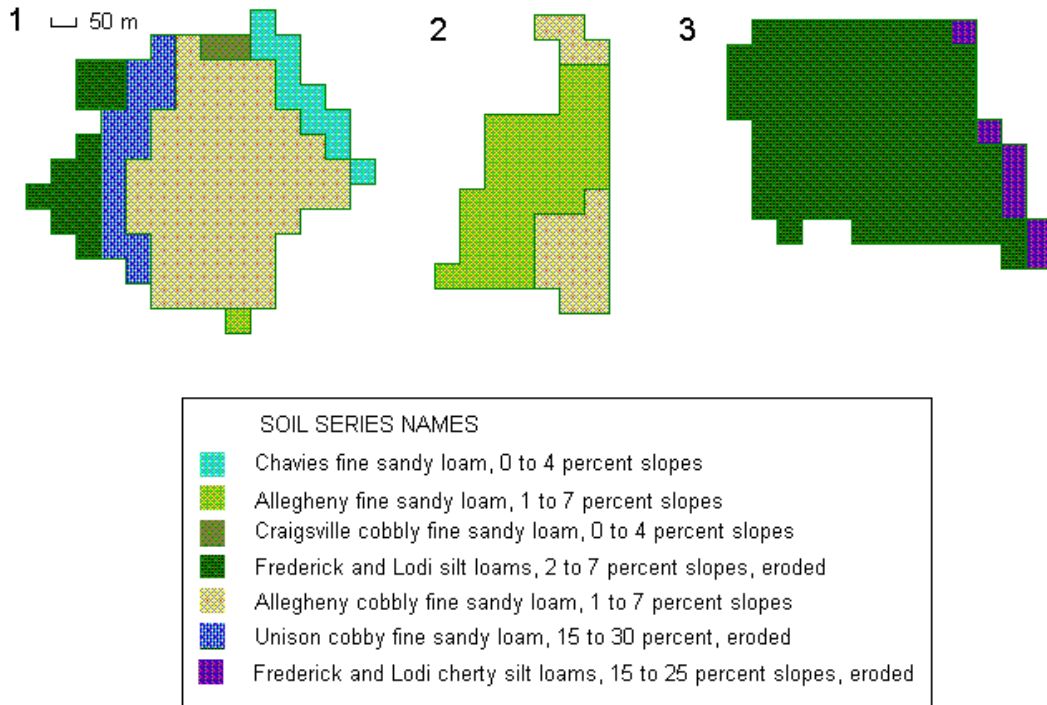 1 50 m
2
3
SOIL SERIES NAMES
Chavies fine sandy loam, 0 to 4 percent slopes
Allegheny fine sandy loam, 1 to 7 percent slopes
Craigsville cobbly fine sandy loam, 0 to 4 percent slopes
Frederick and Lodi silt loams, 2 to 7 percent slopes, eroded
Allegheny cobbly fine sandy loam, 1 to 7 percent slopes
Unison cobby fine sandy loam, 15 to 30 percent, eroded
Frederick and Lodi cherty silt loams, 15 to 25 percent slopes, eroded